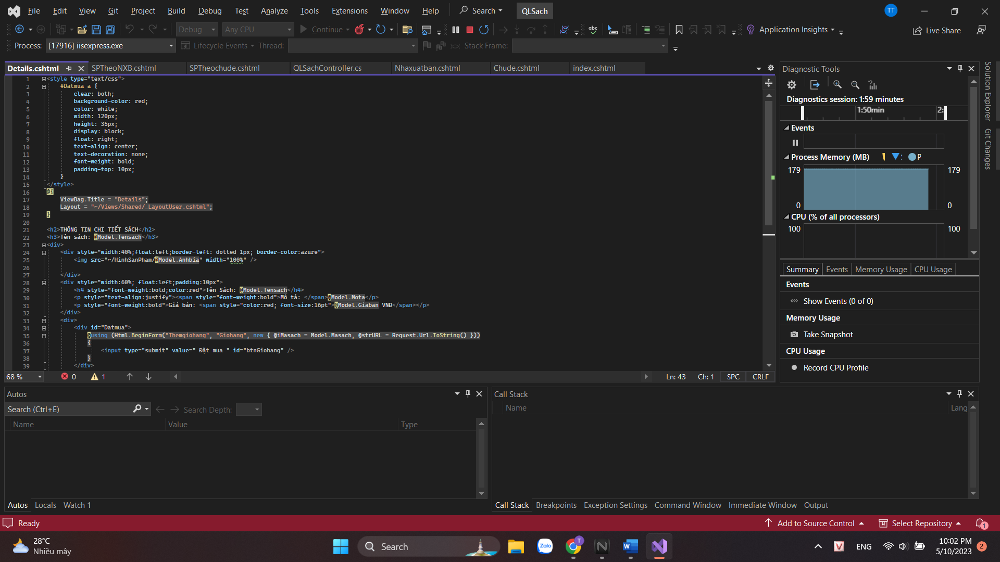 File Edit View Git Project Build Debug Test Analyze Tools Extensions Window Help Search QLSach TT
Debug Any CPU Continue Application Insights Live Share
Process: [17916] iisexpress.exe Lifecycle Events Thread: Stack Frame:
Details.cshtml SPTheoNXB.cshtml SPTheochude.cshtml QLSachController.cs Nhaxuatban.cshtml Chude.cshtml index.cshtml
1 <style type="text/css">
2 #Datmua a {
3 clear: both;
4 background-color: red;
5 color: white;
6 width: 120px;
7 height: 35px;
8 display: block;
9 float: right;
10 text-align: center;
11 text-decoration: none;
12 font-weight: bold;
13 padding-top: 10px;
14 }
15 </style>
16 @{
17 ViewBag.Title = "Details";
18 Layout = "~/Views/Shared/_LayoutUser.cshtml";
19 }
20
21 <h2>THÔNG TIN CHI TIẾT SÁCH</h2>
22 <h3>Tên sách: @Model.Tensach</h3>
23 <div>
24 <div style="width:40%;float:left;border-left: dotted 1px; border-color:azure">
25 <img src="~/HinhSanPham/@Model.Anhbia" width="100%" />
26
27 </div>
28 <div style="width:60%; float:left;padding:10px">
29 <h4 style="font-weight:bold;color:red">Tên Sách: @Model.Tensach</h4>
30 <p style="text-align:justify"><span style="font-weight:bold">Mô tả: </span>@Model.Mota</p>
31 <p style="font-weight:bold">Giá bán: <span style="color:red; font-size:16pt">@Model.Giaban VNĐ</span></p>
32 </div>
33 <div>
34 <div id="Datmua">
35 @using (Html.BeginForm("Themgiohang", "Giohang", new { @iMasach = Model.Masach, @strURL = Request.Url.ToString() }))
36 {
37 <input type="submit" value=" Đặt mua " id="btnGiohang" />
38 }
39 </div>
68 % 0 1 Ln: 43 Ch: 1 SPC CRLF
Diagnostic Tools
Diagnostics session: 1:59 minutes
1:50min 2:
Events
Process Memory (MB) P
179 179
0 0
CPU (% of all processors)
100 100
Summary Events Memory Usage CPU Usage
Events
Show Events (0 of 0)
Memory Usage
Take Snapshot
CPU Usage
Record CPU Profile
Solution Explorer
Git Changes
Autos
Search (Ctrl+E) Search Depth:
Name Value Type
Autos Locals Watch 1
Call Stack
Name Lang
Call Stack Breakpoints Exception Settings Command Window Immediate Window Output
Ready Add to Source Control Select Repository 1
28°C
Nhiều mây
Search
Zalo
T
ENG
10:02 PM
5/10/2023
2